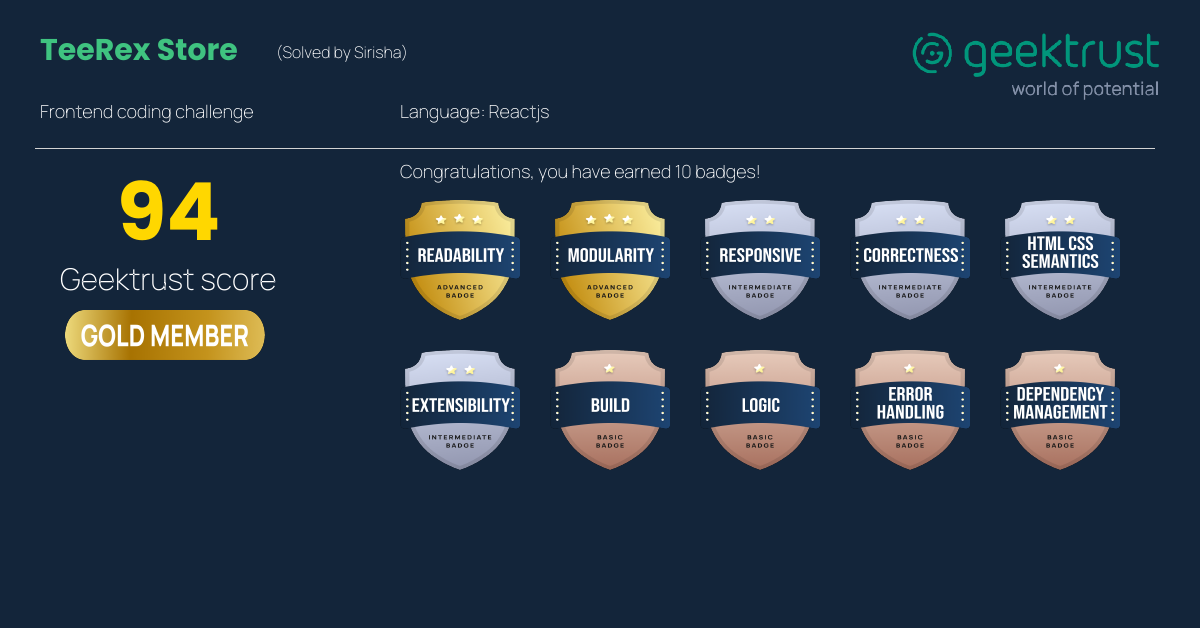 TeeRex Store (Solved by Sirisha)
geektrust
world of potential
Frontend coding challenge
Language: Reactjs
94
Geektrust score
GOLD MEMBER
Congratulations, you have earned 10 badges!
READABILITY
ADVANCED
BADGE
MODULARITY
ADVANCED
BADGE
RESPONSIVE
INTERMEDIATE
BADGE
CORRECTNESS
INTERMEDIATE
BADGE
HTML CSS
SEMANTICS
INTERMEDIATE
BADGE
EXTENSIBILITY
INTERMEDIATE
BADGE
BUILD
BASIC
BADGE
LOGIC
BASIC
BADGE
ERROR
HANDLING
BASIC
BADGE
DEPENDENCY
MANAGEMENT
BASIC
BADGE